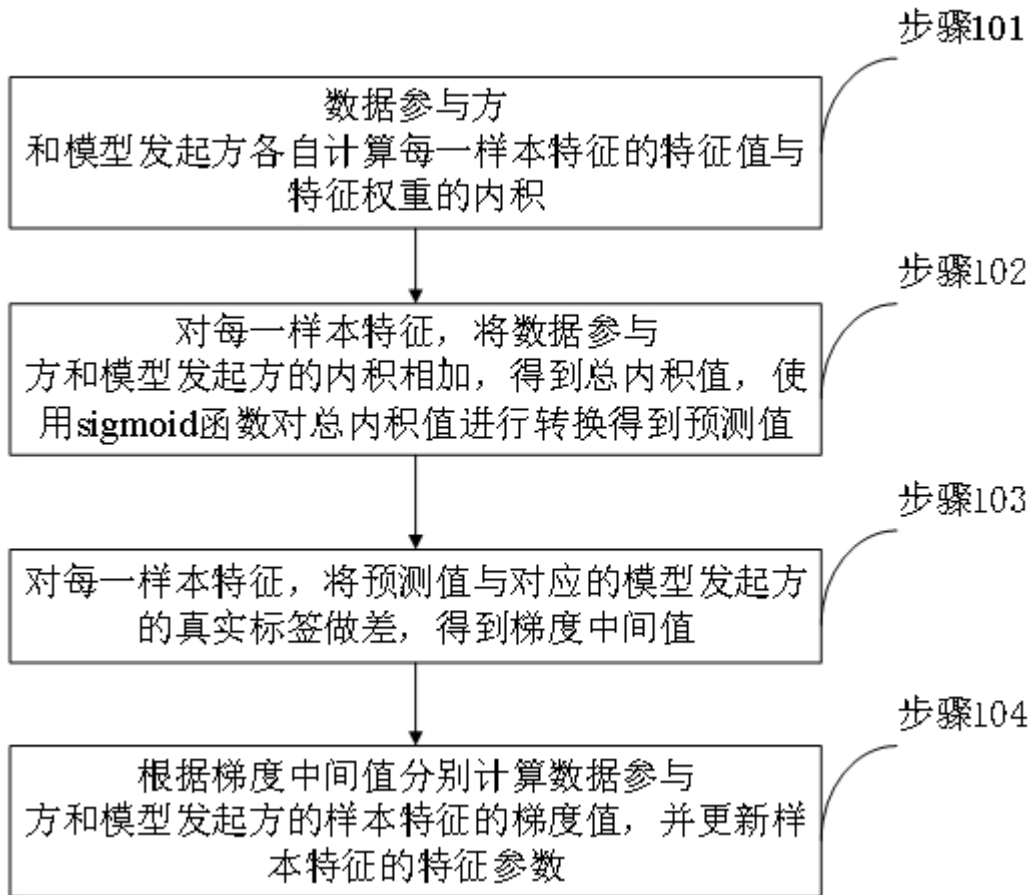 步骤101
数据参与方
和模型发起方各自计算每一样本特征的特征值与
特征权重的内积
步骤102
对每一样本特征，将数据参与
方和模型发起方的内积相加，得到总内积值，使
用sigmoid函数对总内积值进行转换得到预测值
步骤103
对每一样本特征，将预测值与对应的模型发起方
的真实标签做差，得到梯度中间值
步骤104
根据梯度中间值分别计算数据参与
方和模型发起方的样本特征的梯度值，并更新样
本特征的特征参数